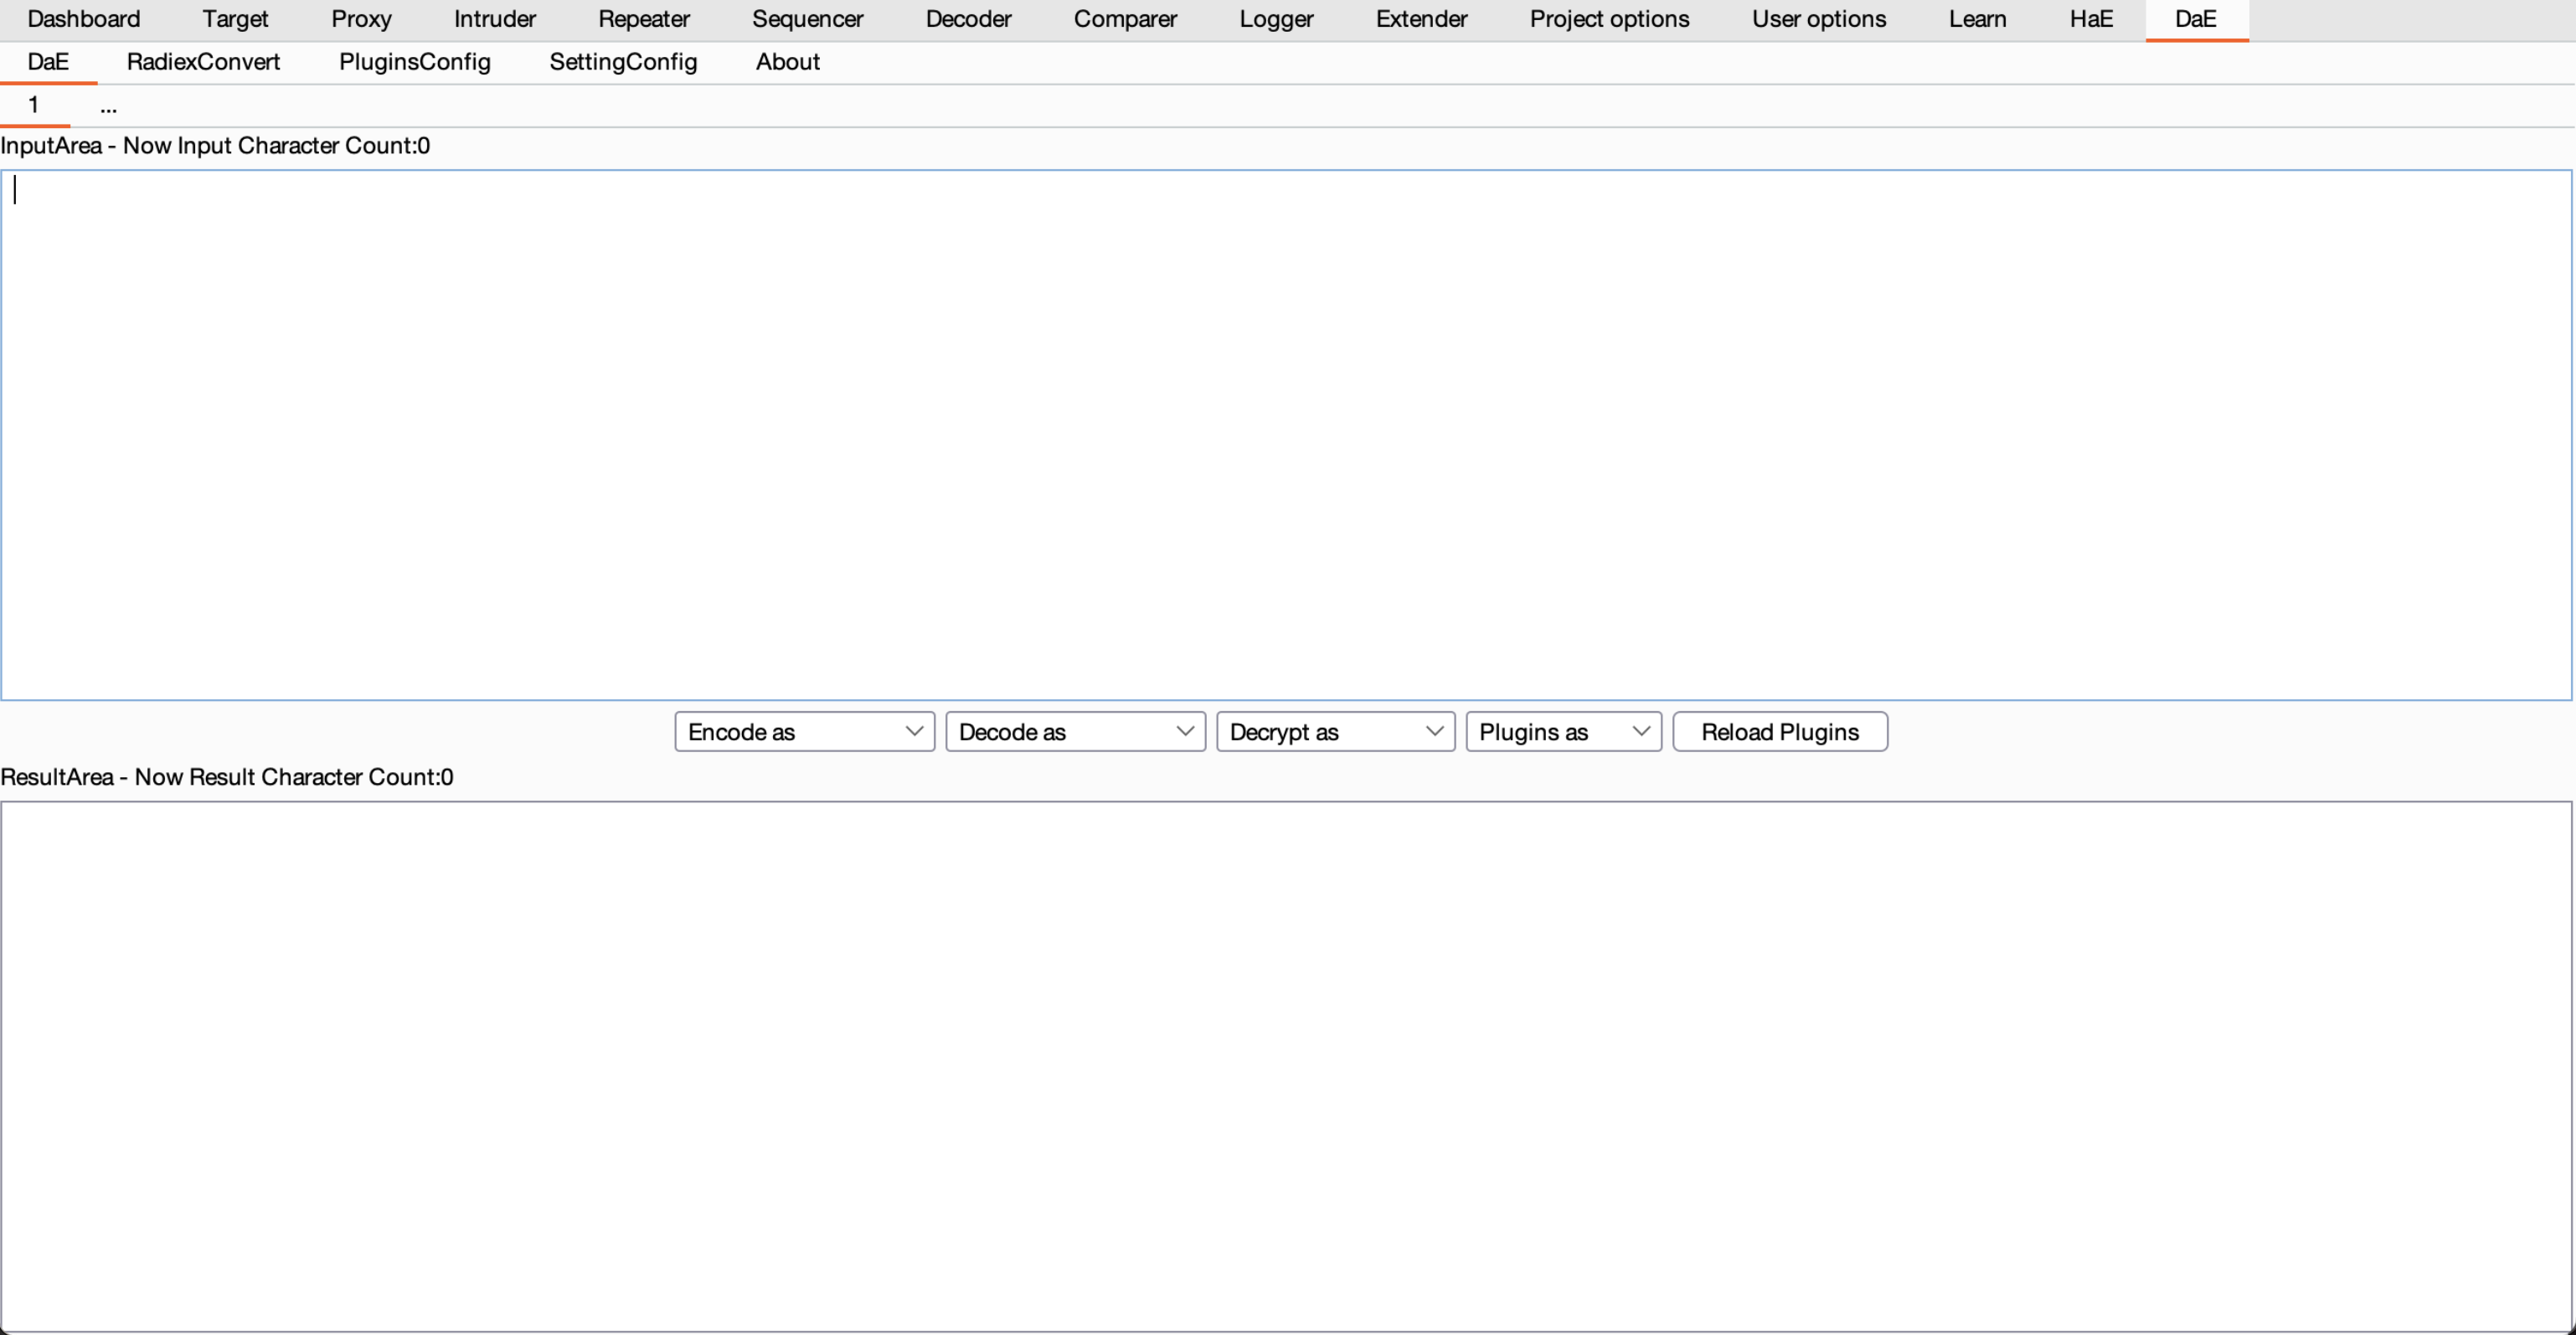 Dashboard Target Proxy Intruder Repeater Sequencer Decoder Comparer Logger Extender Project options User options Learn HaE DaE
DaE RadiexConvert PluginsConfig SettingConfig About
1 ...
InputArea - Now Input Character Count:0
Encode as Decode as Decrypt as Plugins as Reload Plugins
ResultArea - Now Result Character Count:0